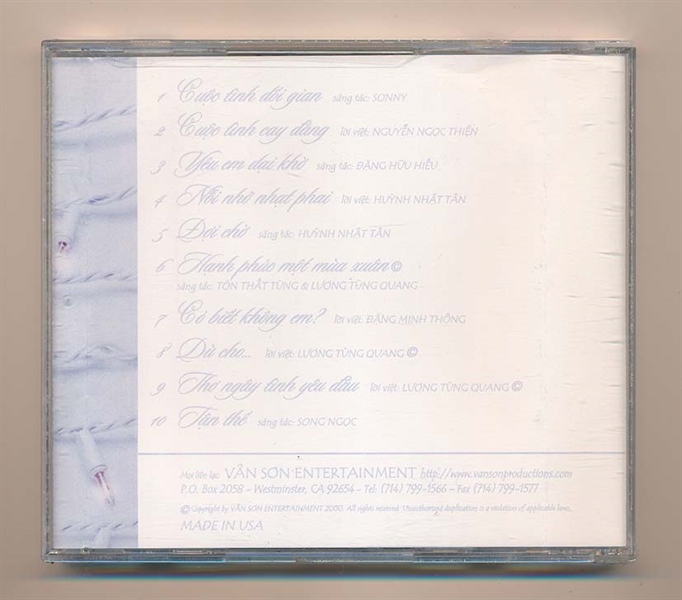 1 Cuộc tình dối gian sáng tác: SONNY
2 Cuộc tình cay đắng lời việt: NGUYỄN NGỌC THIỆN
3 Yêu em dại khờ sáng tác: ĐẶNG HỮU HIẾU
4 Nỗi nhớ nhạt phai lời việt: HUỲNH NHẬT TÂN
5 Đợi chờ sáng tác: HUỲNH NHẬT TÂN
6 Hạnh phúc một mùa xuân ©
sáng tác: TÔN THẤT TÙNG & LƯƠNG TÙNG QUANG
7 Có biết không em? lời việt: ĐẶNG MINH THÔNG
8 Dù cho... lời việt: LƯƠNG TÙNG QUANG ©
9 Thơ ngây tình yêu đầu lời việt: LƯƠNG TÙNG QUANG ©
10 Tận thế sáng tác: SONG NGỌC
Mọi liên lạc: VÂN SƠN ENTERTAINMENT http://www.vansonproductions.com
P.O. Box 2058 - Westminster, CA 92654 - Tel: (714) 799-1566 - Fax (714) 799-1577
© Copyright by VÂN SƠN ENTERTAINMENT 2000. All rights reserved. Unauthorized duplication is a violation of applicable laws.
MADE IN USA